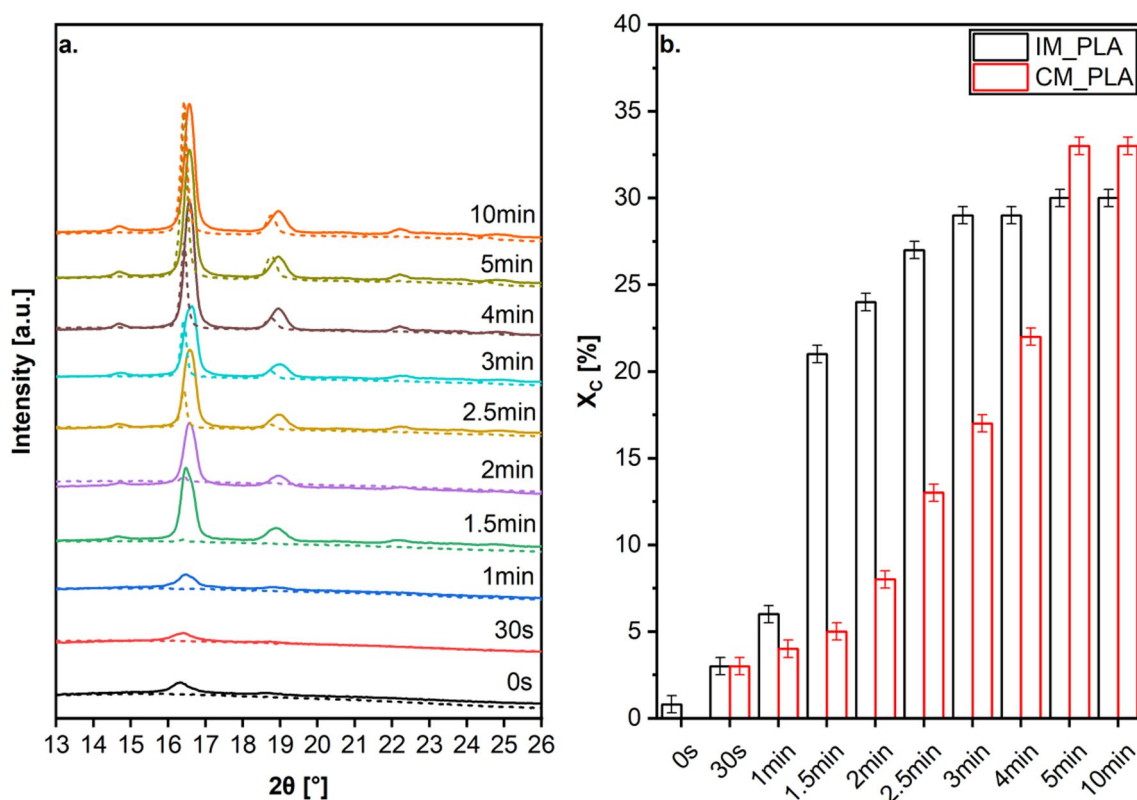 a.
10min
5min
4min
3min
2.5min
2min
1.5min
1min
30s
0s
Intensity [a.u.]
13 14 15 16 17 18 19 20 21 22 23 24 25 26
2θ [°]
b.
IM_PLA
CM_PLA
40
35
30
25
20
15
10
5
0
X_C [%]
0s
30s
1min
1.5min
2min
2.5min
3min
4min
5min
10min